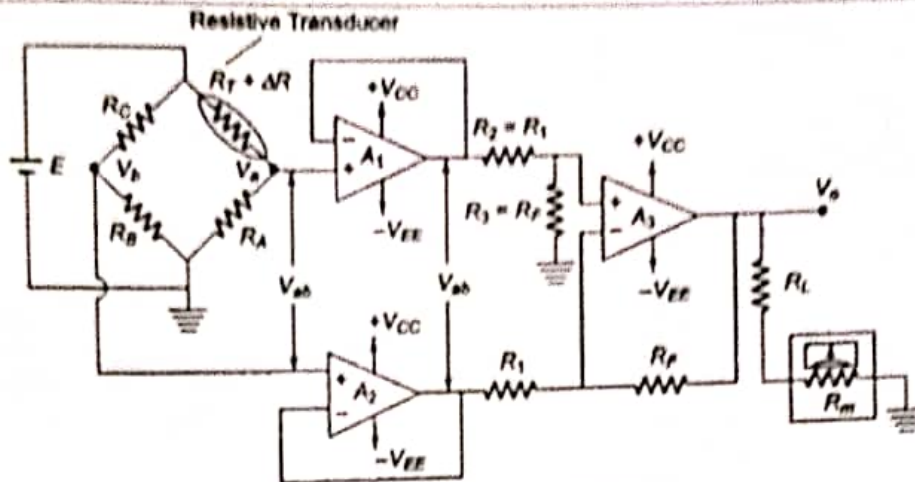 Resistive Transducer
R_T + ΔR
R_C
+V_CC
A_1
-V_EE
R_2 = R_1
+V_CC
E
V_b
V_a
R_3 = R_F
A_3
V_o
R_B
R_A
-V_EE
R_L
V_ab
V_ab
+V_CC
R_1
R_F
A_2
R_m
-V_EE